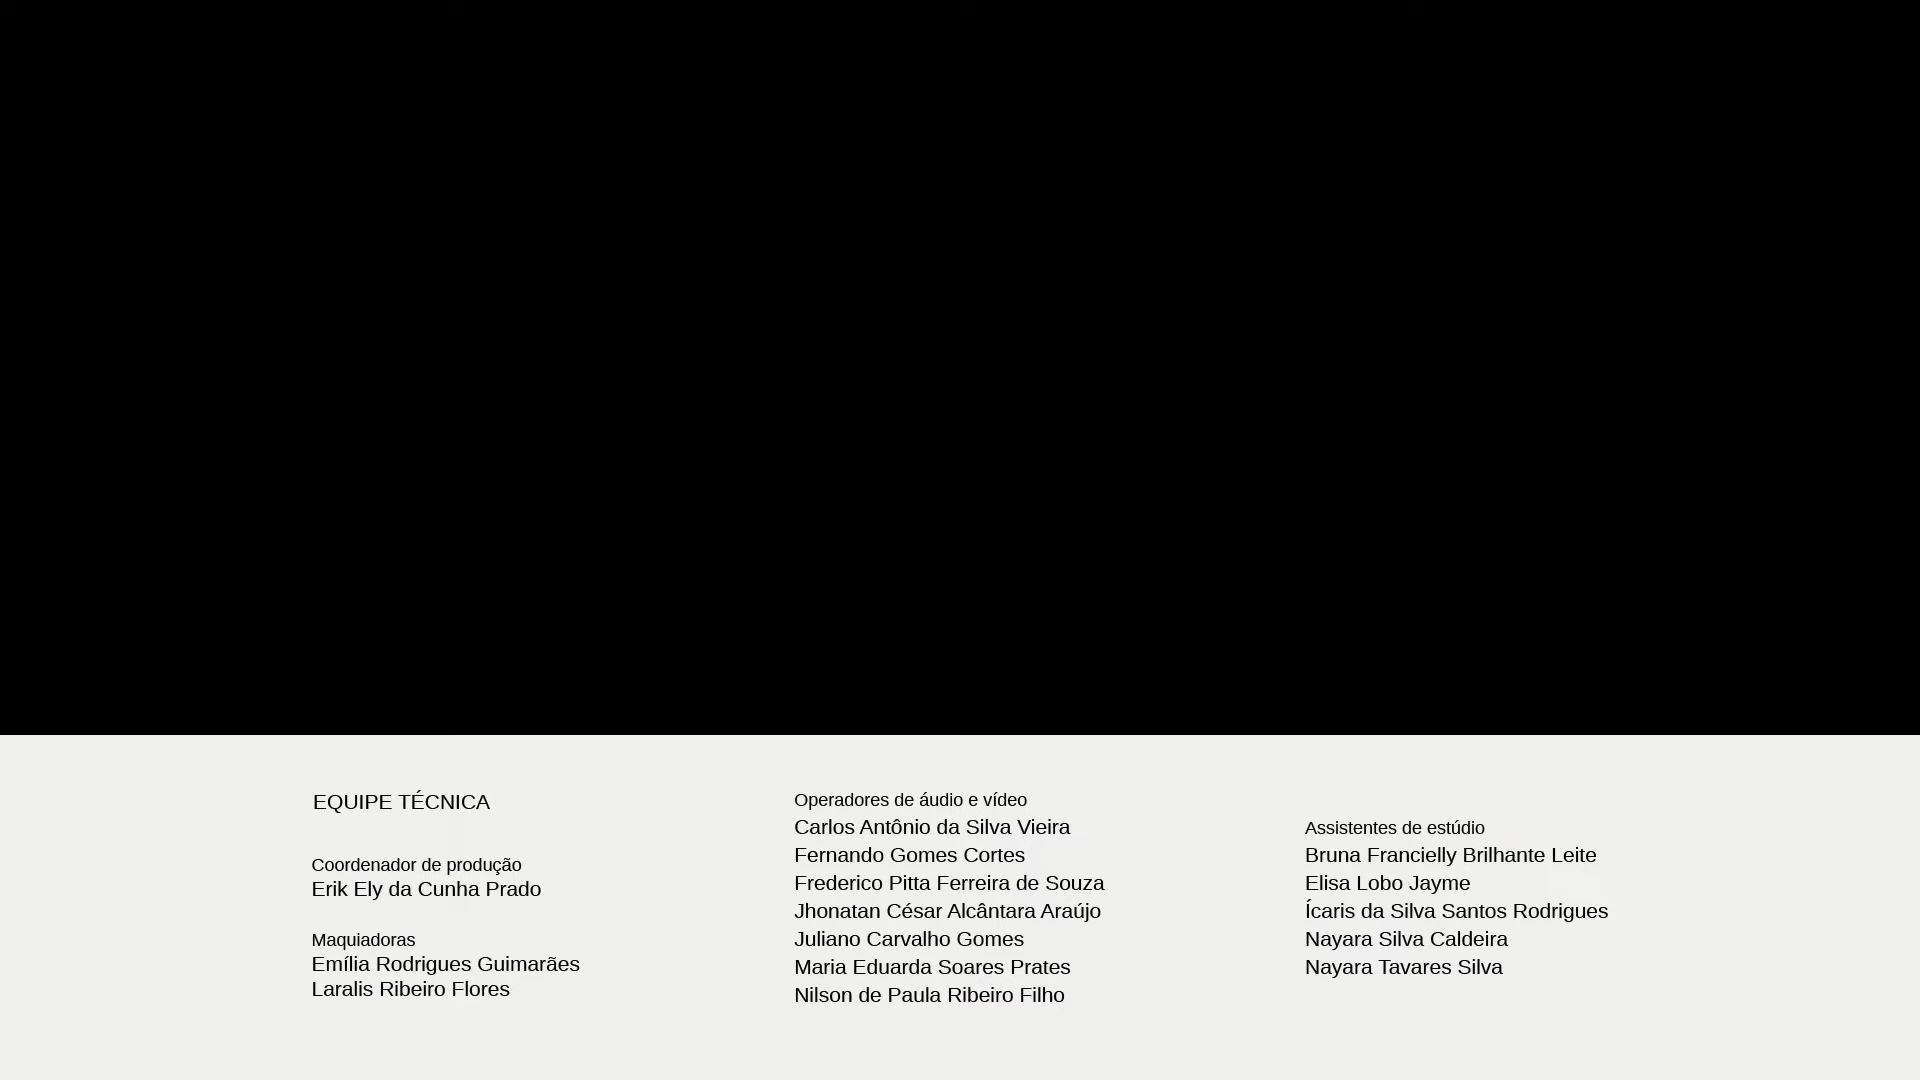 EQUIPE TÉCNICA
Coordenador de produção
Erik Ely da Cunha Prado
Maquiadoras
Emília Rodrigues Guimarães
Laralis Ribeiro Flores
Operadores de áudio e vídeo
Carlos Antônio da Silva Vieira
Fernando Gomes Cortes
Frederico Pitta Ferreira de Souza
Jhonatan César Alcântara Araújo
Juliano Carvalho Gomes
Maria Eduarda Soares Prates
Nilson de Paula Ribeiro Filho
Assistentes de estúdio
Bruna Francielly Brilhante Leite
Elisa Lobo Jayme
Ícaris da Silva Santos Rodrigues
Nayara Silva Caldeira
Nayara Tavares Silva